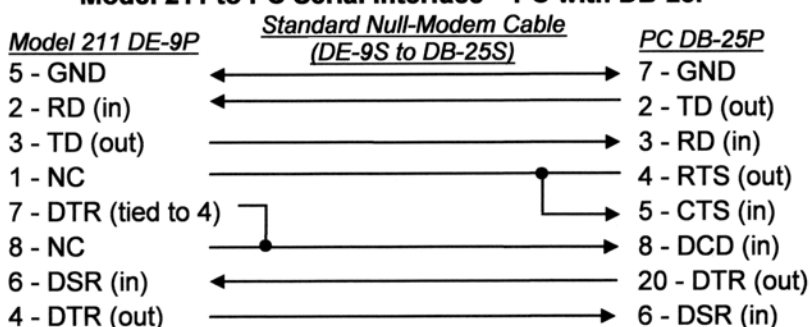 Model 211 to PC Serial Interface – PC with DB-25P
Standard Null-Modem Cable
Model 211 DE-9P (DE-9S to DB-25S) PC DB-25P
5 - GND 7 - GND
2 - RD (in) 2 - TD (out)
3 - TD (out) 3 - RD (in)
1 - NC 4 - RTS (out)
7 - DTR (tied to 4) 5 - CTS (in)
8 - NC 8 - DCD (in)
6 - DSR (in) 20 - DTR (out)
4 - DTR (out) 6 - DSR (in)